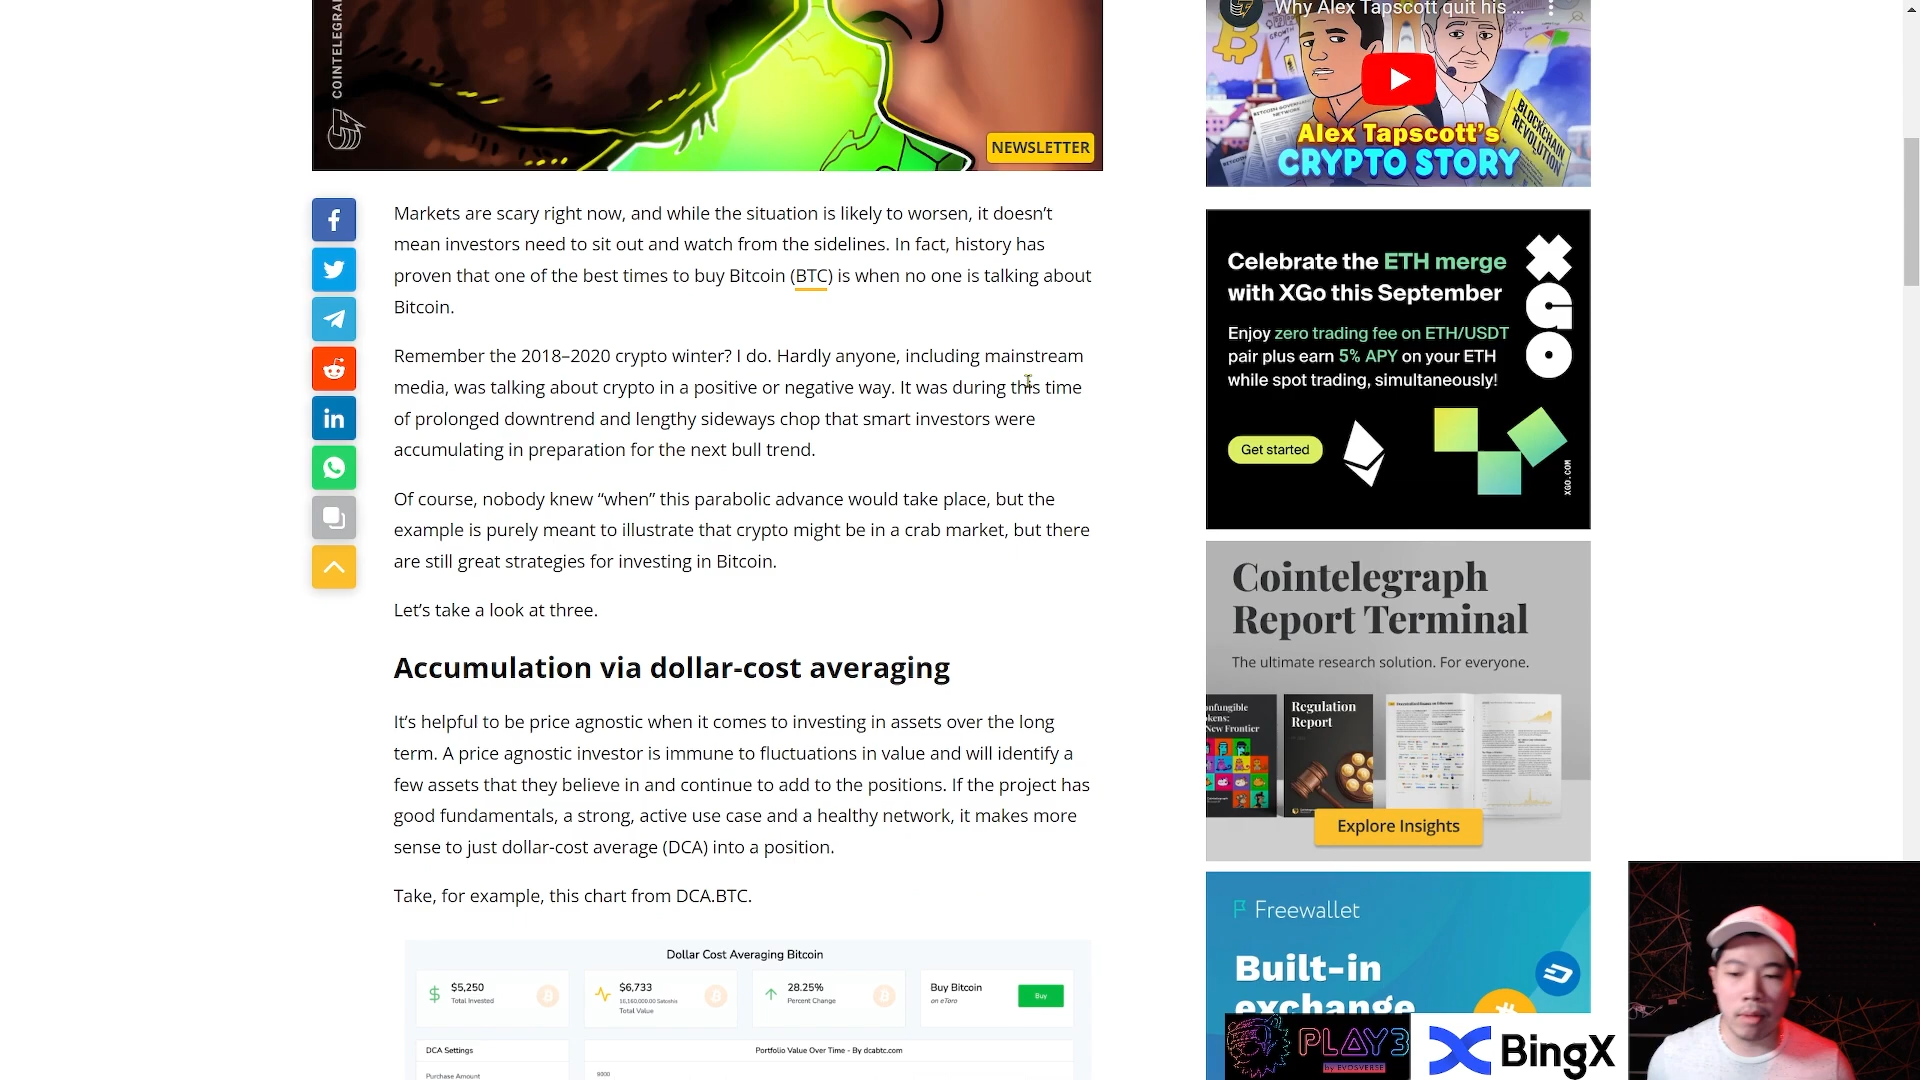 COINTELEGRA
NEWSLETTER
Markets are scary right now, and while the situation is likely to worsen, it doesn’t
mean investors need to sit out and watch from the sidelines. In fact, history has
proven that one of the best times to buy Bitcoin (BTC) is when no one is talking about
Bitcoin.
Remember the 2018–2020 crypto winter? I do. Hardly anyone, including mainstream
media, was talking about crypto in a positive or negative way. It was during this time
of prolonged downtrend and lengthy sideways chop that smart investors were
accumulating in preparation for the next bull trend.
Of course, nobody knew “when” this parabolic advance would take place, but the
example is purely meant to illustrate that crypto might be in a crab market, but there
are still great strategies for investing in Bitcoin.
Let’s take a look at three.
Accumulation via dollar-cost averaging
It’s helpful to be price agnostic when it comes to investing in assets over the long
term. A price agnostic investor is immune to fluctuations in value and will identify a
few assets that they believe in and continue to add to the positions. If the project has
good fundamentals, a strong, active use case and a healthy network, it makes more
sense to just dollar-cost average (DCA) into a position.
Take, for example, this chart from DCA.BTC.
Dollar Cost Averaging Bitcoin
$5,250
Total Invested
$6,733
Total Value
28.25%
Percent Change
Buy Bitcoin
on eToro
Buy
DCA Settings
Purchase Amount
Portfolio Value Over Time - By dcabtc.com
8000
Why Alex Tapscott quit his ...
GROWTH
BLOCKCHAIN
REVOLUTION
Alex Tapscott’s
CRYPTO STORY
Celebrate the ETH merge
with XGo this September
XGO
Enjoy zero trading fee on ETH/USDT
pair plus earn 5% APY on your ETH
while spot trading, simultaneously!
Get started
XGO.COM
Cointelegraph
Report Terminal
The ultimate research solution. For everyone.
onfungible
okens:
New Frontier
Regulation
Report
Explore Insights
Freewallet
Built-in
exchange
PLAY3
by EVOSVERSE
BingX